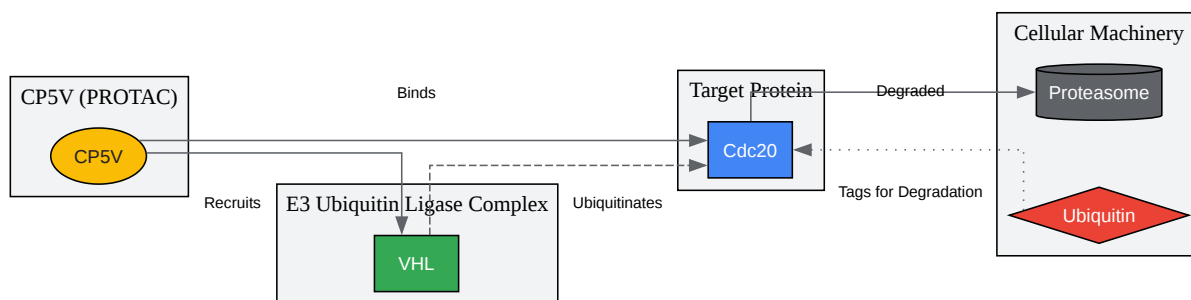 Cellular Machinery
CP5V (PROTAC)
Binds
Target Protein
Degraded
Proteasome
CP5V
Cdc20
Recruits
E3 Ubiquitin Ligase Complex
Ubiquitinates
Tags for Degradation
Ubiquitin
VHL